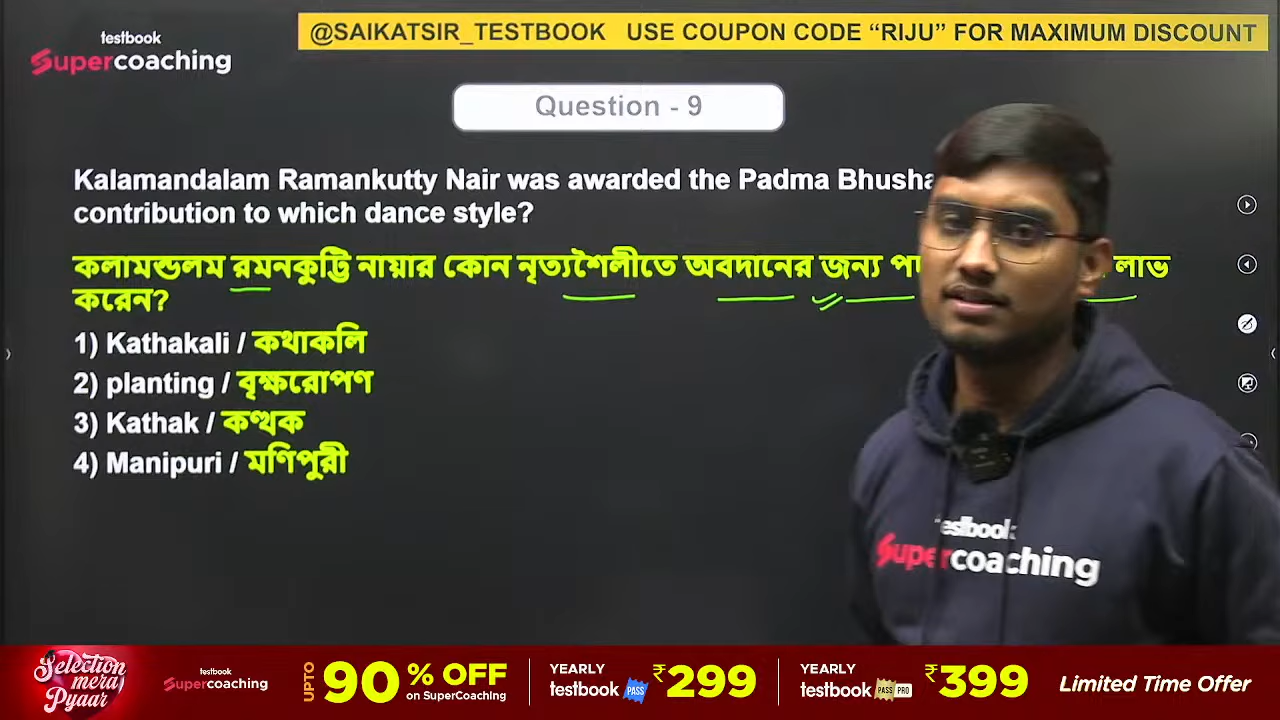 testbook
Supercoaching
@SAIKATSIR_TESTBOOK USE COUPON CODE “RIJU” FOR MAXIMUM DISCOUNT
Question - 9
Kalamandalam Ramankutty Nair was awarded the Padma Bhusha
contribution to which dance style?
কলামন্ডলম রমনকুট্টি নায়ার কোন নৃত্যশৈলীতে অবদানের জন্য লাভ
করেন?
1) Kathakali / কথাকলি
2) planting / বৃক্ষরোপণ
3) Kathak / কত্থক
4) Manipuri / মণিপুরী
testbook
Supercoaching
Selection
mera
Pyaar
testbook
Supercoaching
UPTO 90% OFF
on SuperCoaching
YEARLY
testbook PASS ₹299
YEARLY
testbook PASS PRO ₹399
Limited Time Offer